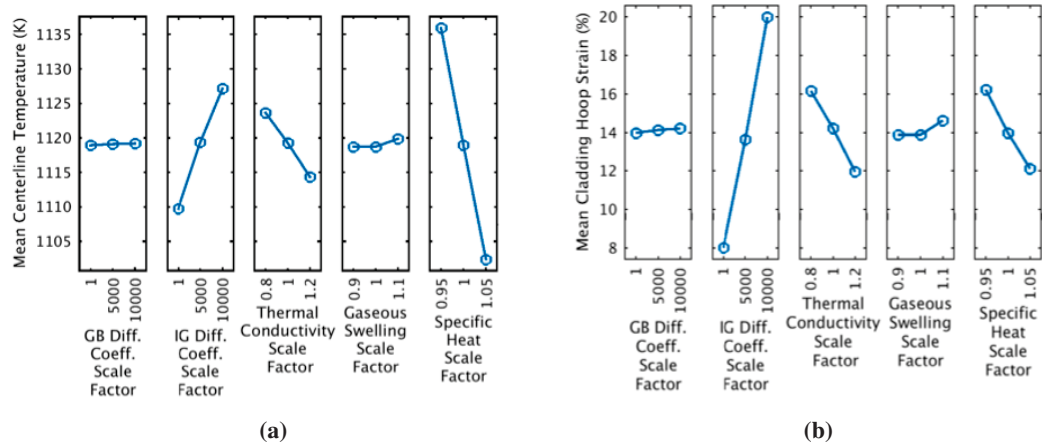 Mean Centerline Temperature (K)
1135
1130
1125
1120
1115
1110
1105
1
5000
10000
GB Diff.
Coeff.
Scale
Factor
1
5000
10000
IG Diff.
Coeff.
Scale
Factor
0.8
1
1.2
Thermal
Conductivity
Scale
Factor
0.9
1
1.1
Gaseous
Swelling
Scale
Factor
0.95
1
1.05
Specific
Heat
Scale
Factor
(a)
Mean Cladding Hoop Strain (%)
20
18
16
14
12
10
8
1
5000
10000
GB Diff.
Coeff.
Scale
Factor
1
5000
10000
IG Diff.
Coeff.
Scale
Factor
0.8
1
1.2
Thermal
Conductivity
Scale
Factor
0.9
1
1.1
Gaseous
Swelling
Scale
Factor
0.95
1
1.05
Specific
Heat
Scale
Factor
(b)